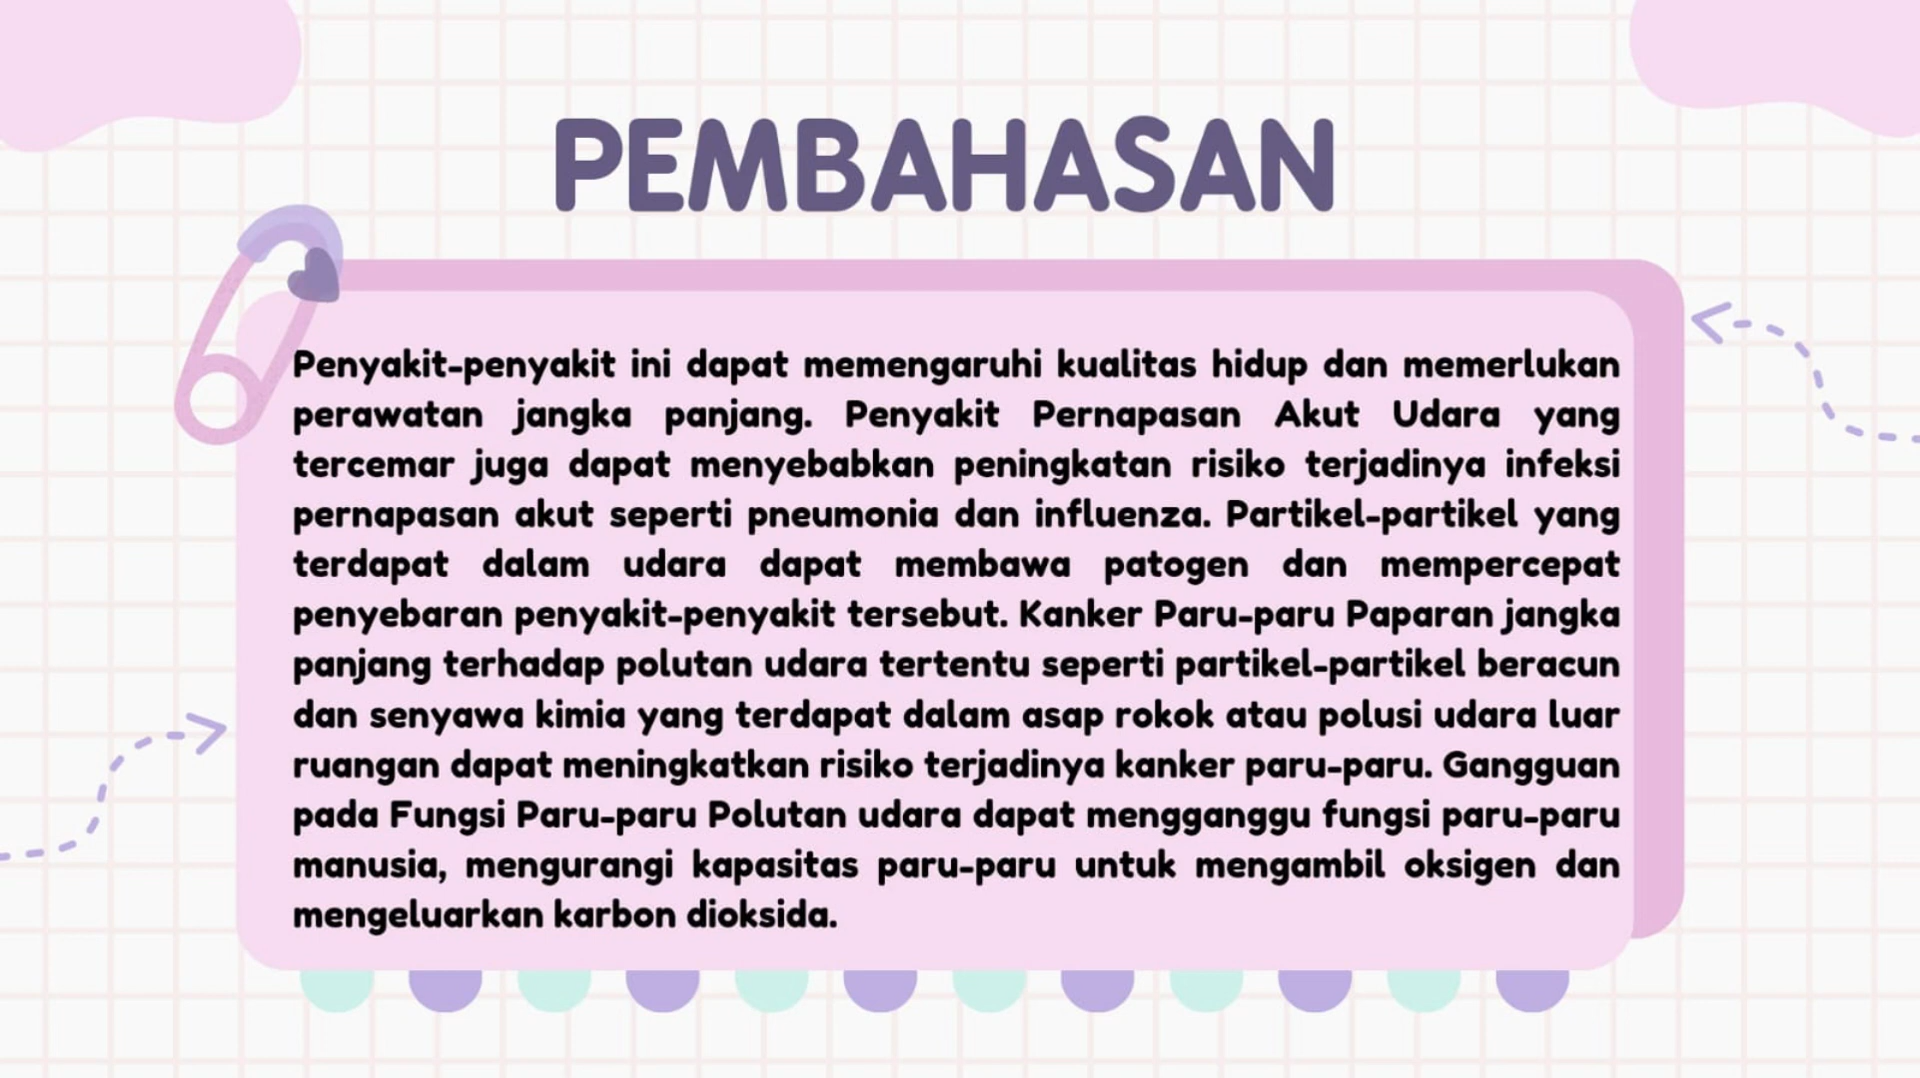 PEMBAHASAN
Penyakit-penyakit ini dapat memengaruhi kualitas hidup dan memerlukan
perawatan jangka panjang. Penyakit Pernapasan Akut Udara yang
tercemar juga dapat menyebabkan peningkatan risiko terjadinya infeksi
pernapasan akut seperti pneumonia dan influenza. Partikel-partikel yang
terdapat dalam udara dapat membawa patogen dan mempercepat
penyebaran penyakit-penyakit tersebut. Kanker Paru-paru Paparan jangka
panjang terhadap polutan udara tertentu seperti partikel-partikel beracun
dan senyawa kimia yang terdapat dalam asap rokok atau polusi udara luar
ruangan dapat meningkatkan risiko terjadinya kanker paru-paru. Gangguan
pada Fungsi Paru-paru Polutan udara dapat mengganggu fungsi paru-paru
manusia, mengurangi kapasitas paru-paru untuk mengambil oksigen dan
mengeluarkan karbon dioksida.